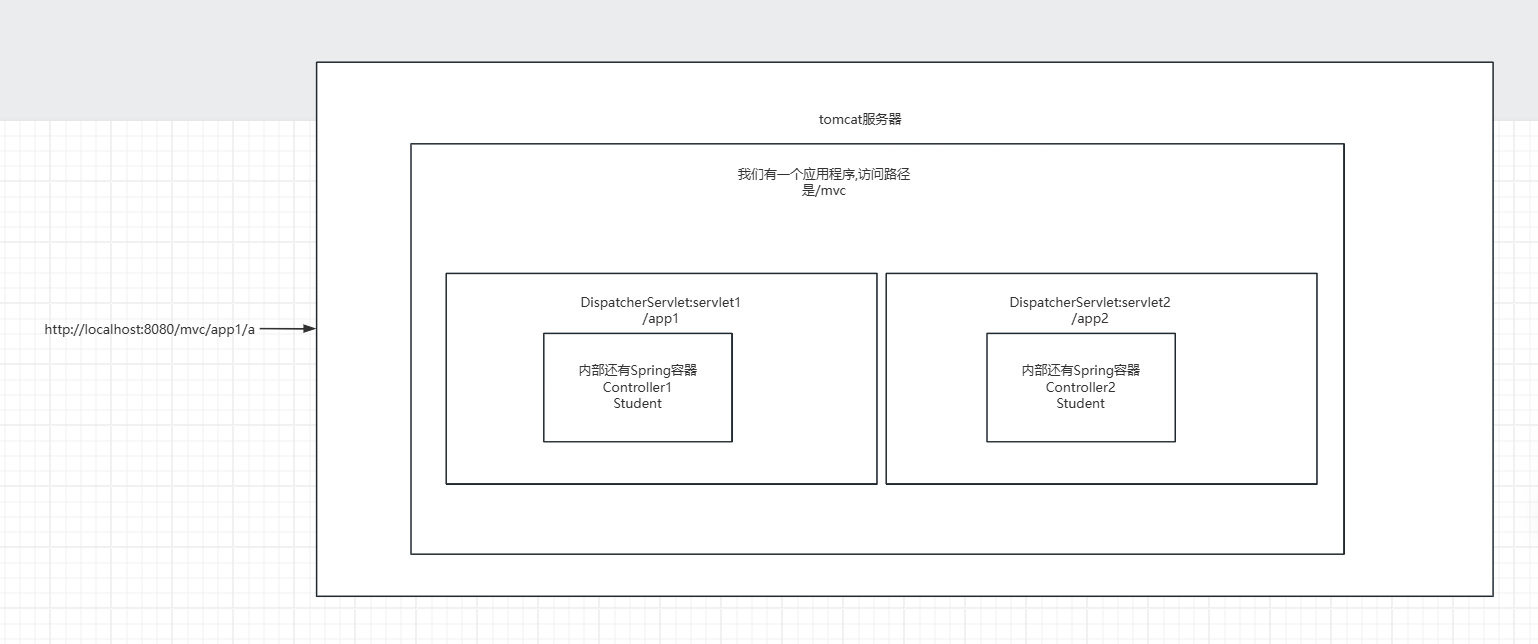 tomcat服务器
我们有一个应用程序,访问路径
是/mvc
http://localhost:8080/mvc/app1/a
DispatcherServlet:servlet1
/app1
内部还有Spring容器
Controller1
Student
DispatcherServlet:servlet2
/app2
内部还有Spring容器
Controller2
Student